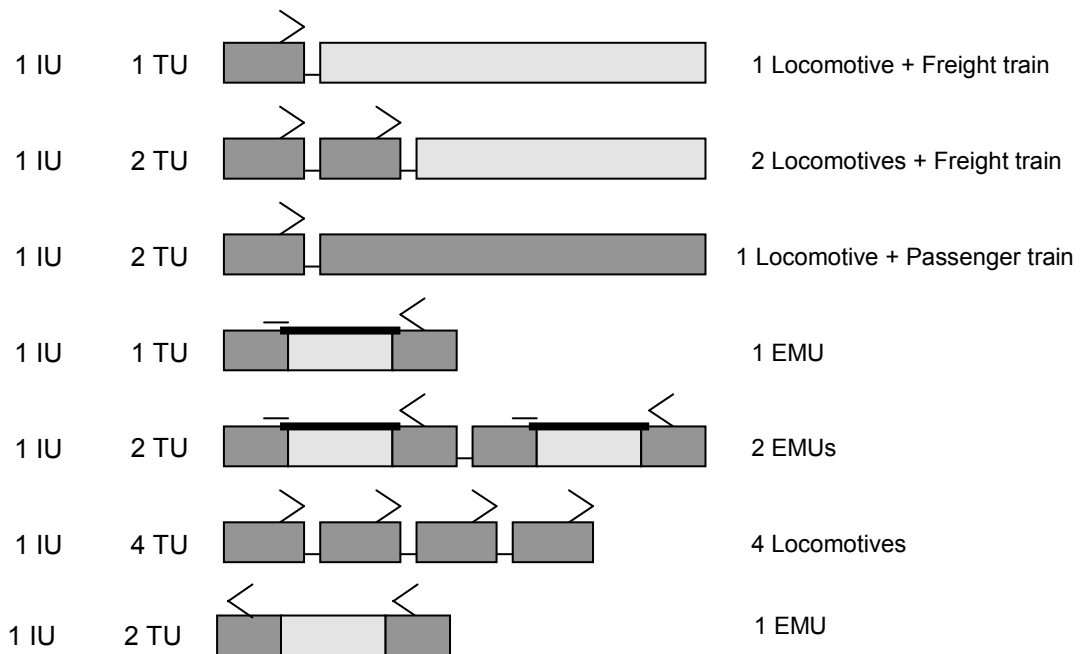 1 IU 1 TU 1 Locomotive + Freight train
1 IU 2 TU 2 Locomotives + Freight train
1 IU 2 TU 1 Locomotive + Passenger train
1 IU 1 TU 1 EMU
1 IU 2 TU 2 EMUs
1 IU 4 TU 4 Locomotives
1 IU 2 TU 1 EMU